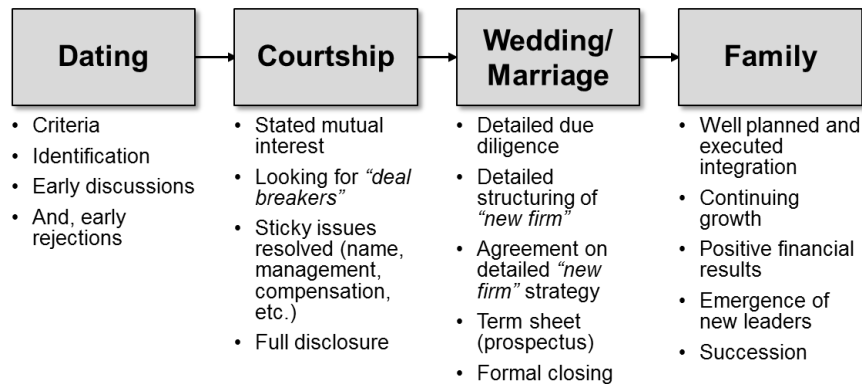 Dating
• Criteria
• Identification
• Early discussions
• And, early
rejections
Courtship
• Stated mutual
interest
• Looking for “deal
breakers”
• Sticky issues
resolved (name,
management,
compensation,
etc.)
• Full disclosure
Wedding/
Marriage
• Detailed due
diligence
• Detailed
structuring of
“new firm”
• Agreement on
detailed “new
firm” strategy
• Term sheet
(prospectus)
• Formal closing
Family
• Well planned and
executed
integration
• Continuing
growth
• Positive financial
results
• Emergence of
new leaders
• Succession